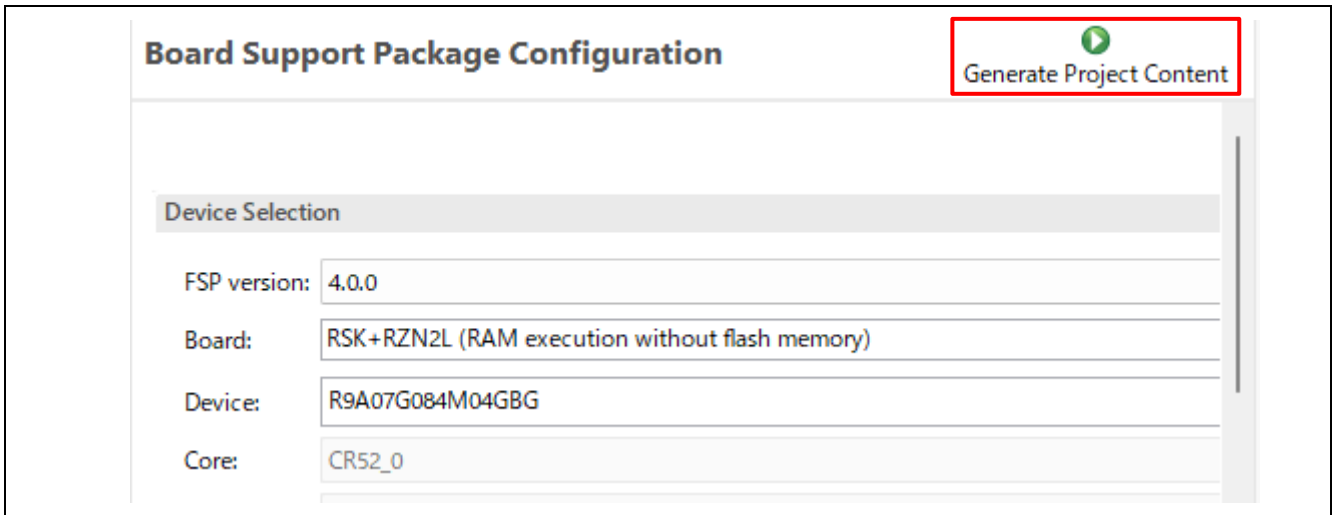 Board Support Package Configuration
Generate Project Content
Device Selection
FSP version: 4.0.0
Board: RSK+RZN2L (RAM execution without flash memory)
Device: R9A07G084M04GBG
Core: CR52_0